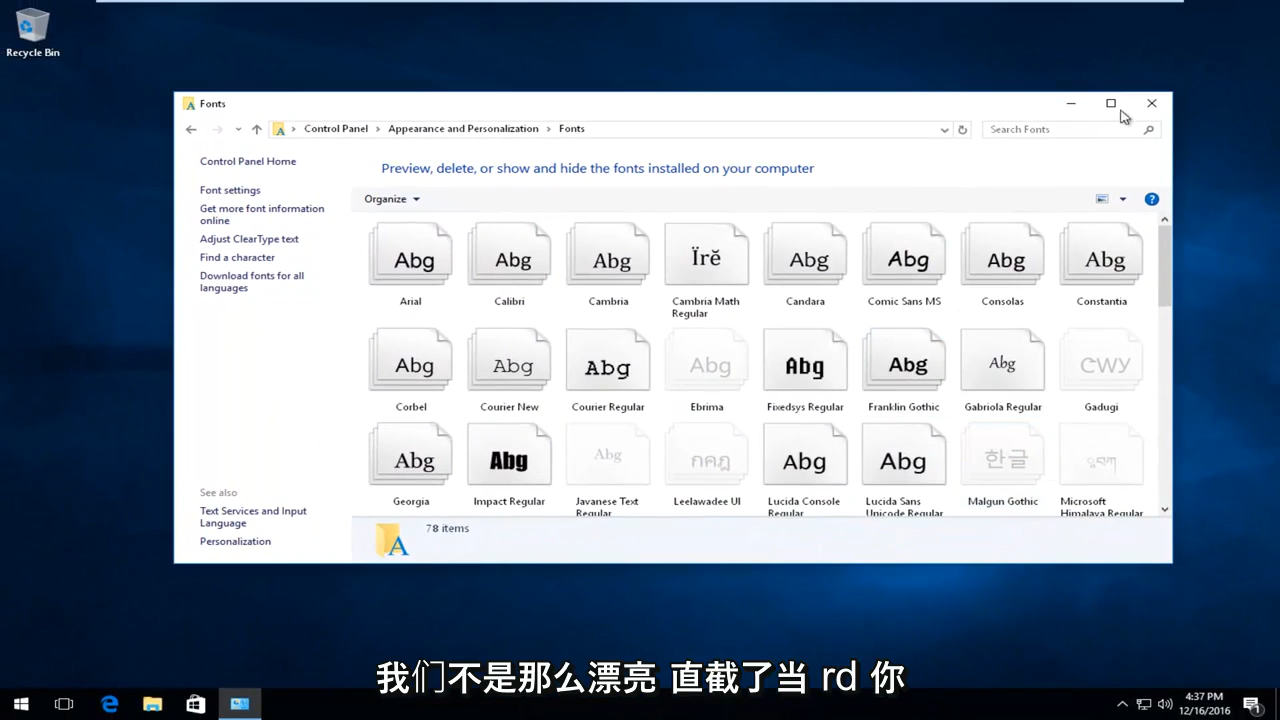 Recycle Bin
Fonts
Control Panel > Appearance and Personalization > Fonts
Search Fonts
Control Panel Home
Font settings
Get more font information
online
Adjust ClearType text
Find a character
Download fonts for all
languages
See also
Text Services and Input
Language
Personalization
Preview, delete, or show and hide the fonts installed on your computer
Organize
Abg Abg Abg Ïrĕ Abg Abg Abg Abg
Arial Calibri Cambria Cambria Math Candara Comic Sans MS Consolas Constantia
Regular
Abg Abg Abg Abg Abg Abg Abg ᏣᎳᎩ
Corbel Courier New Courier Regular Ebrima Fixedsys Regular Franklin Gothic Gabriola Regular Gadugi
Abg Abg Abg กคฎ Abg Abg 한글
Georgia Impact Regular Javanese Text Leelawadee UI Lucida Console Lucida Sans Malgun Gothic Microsoft
Regular Regular Unicode Regular Himalaya Regular
78 items
A
我们不是那么漂亮 直截了当 rd 你
4:37 PM
12/16/2016
1